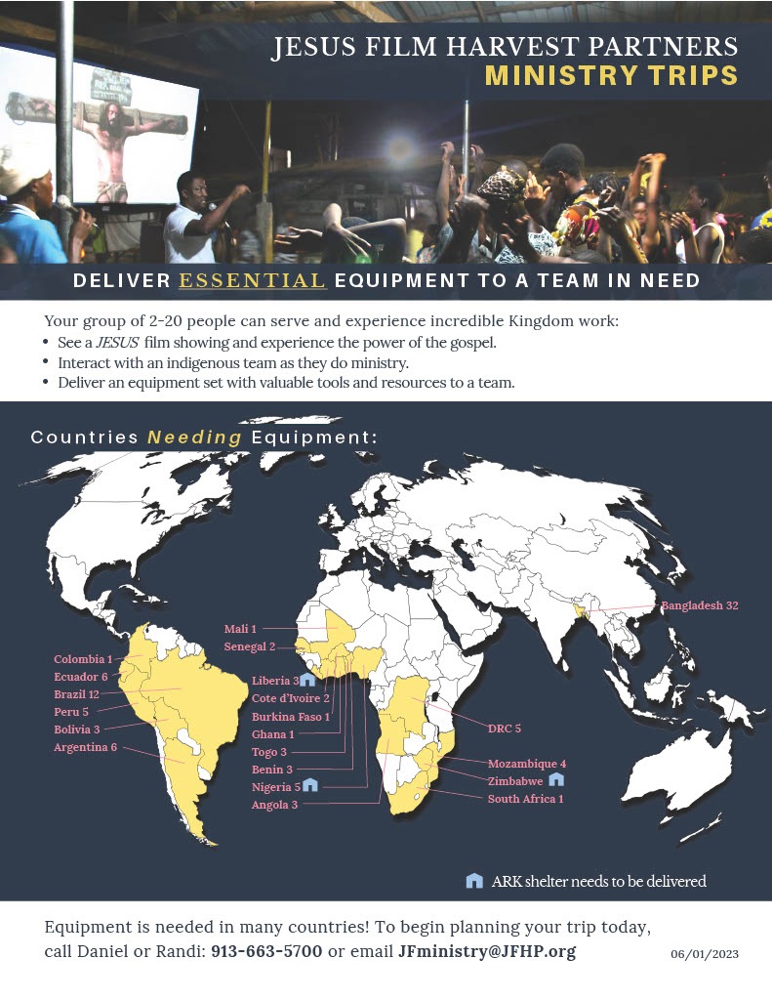 JESUS FILM HARVEST PARTNERS
MINISTRY TRIPS
DELIVER ESSENTIAL EQUIPMENT TO A TEAM IN NEED
Your group of 2-20 people can serve and experience incredible Kingdom work:
• See a JESUS film showing and experience the power of the gospel.
• Interact with an indigenous team as they do ministry.
• Deliver an equipment set with valuable tools and resources to a team.
Countries Needing Equipment:
Bangladesh 32
Mali 1
Senegal 2
Colombia 1
Ecuador 6
Brazil 12
Peru 5
Bolivia 3
Argentina 6
Liberia 3
Cote d'Ivoire 2
Burkina Faso 1
Ghana 1
Togo 3
Benin 3
Nigeria 5
Angola 3
DRC 5
Mozambique 4
Zimbabwe
South Africa 1
ARK shelter needs to be delivered
Equipment is needed in many countries! To begin planning your trip today,
call Daniel or Randi: 913-663-5700 or email JFministry@JFHP.org
06/01/2023